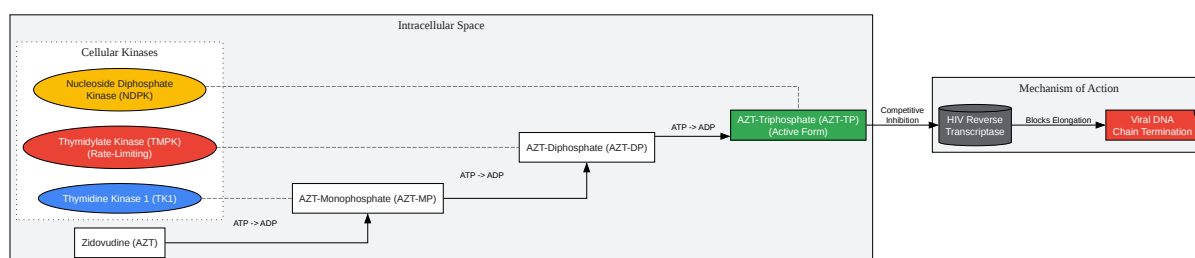 Intracellular Space
Cellular Kinases
Nucleoside Diphosphate
Kinase (NDPK)
Thymidylate Kinase (TMPK)
(Rate-Limiting)
Thymidine Kinase 1 (TK1)
Zidovudine (AZT)
ATP -> ADP
AZT-Monophosphate (AZT-MP)
ATP -> ADP
AZT-Diphosphate (AZT-DP)
ATP -> ADP
AZT-Triphosphate (AZT-TP)
(Active Form)
Competitive
Inhibition
Mechanism of Action
HIV Reverse
Transcriptase
Blocks Elongation
Viral DNA
Chain Termination